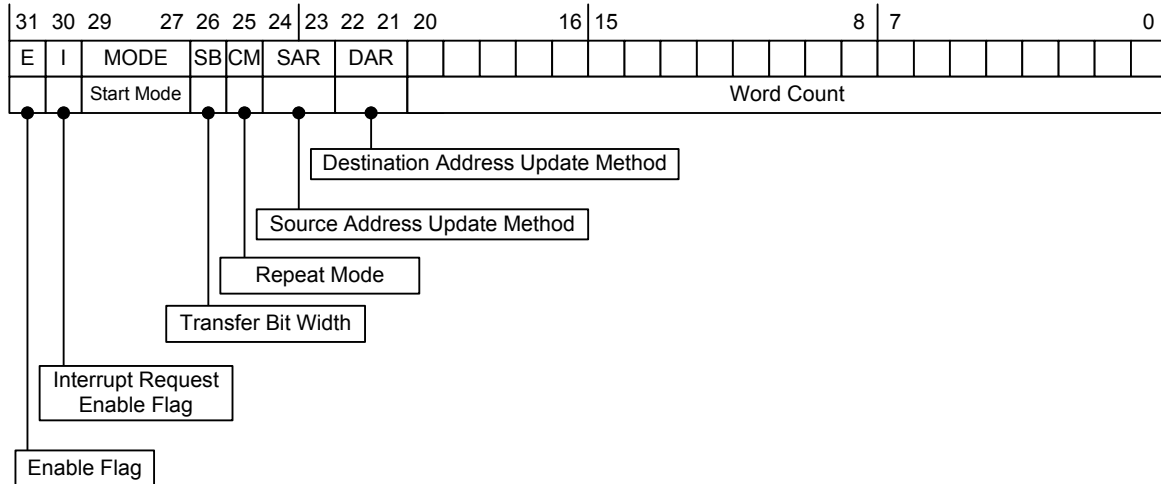 31 30 29 27 26 25 24 23 22 21 20 16 15 8 7 0
E I MODE SB CM SAR DAR
Start Mode Word Count
Destination Address Update Method
Source Address Update Method
Repeat Mode
Transfer Bit Width
Interrupt Request
Enable Flag
Enable Flag